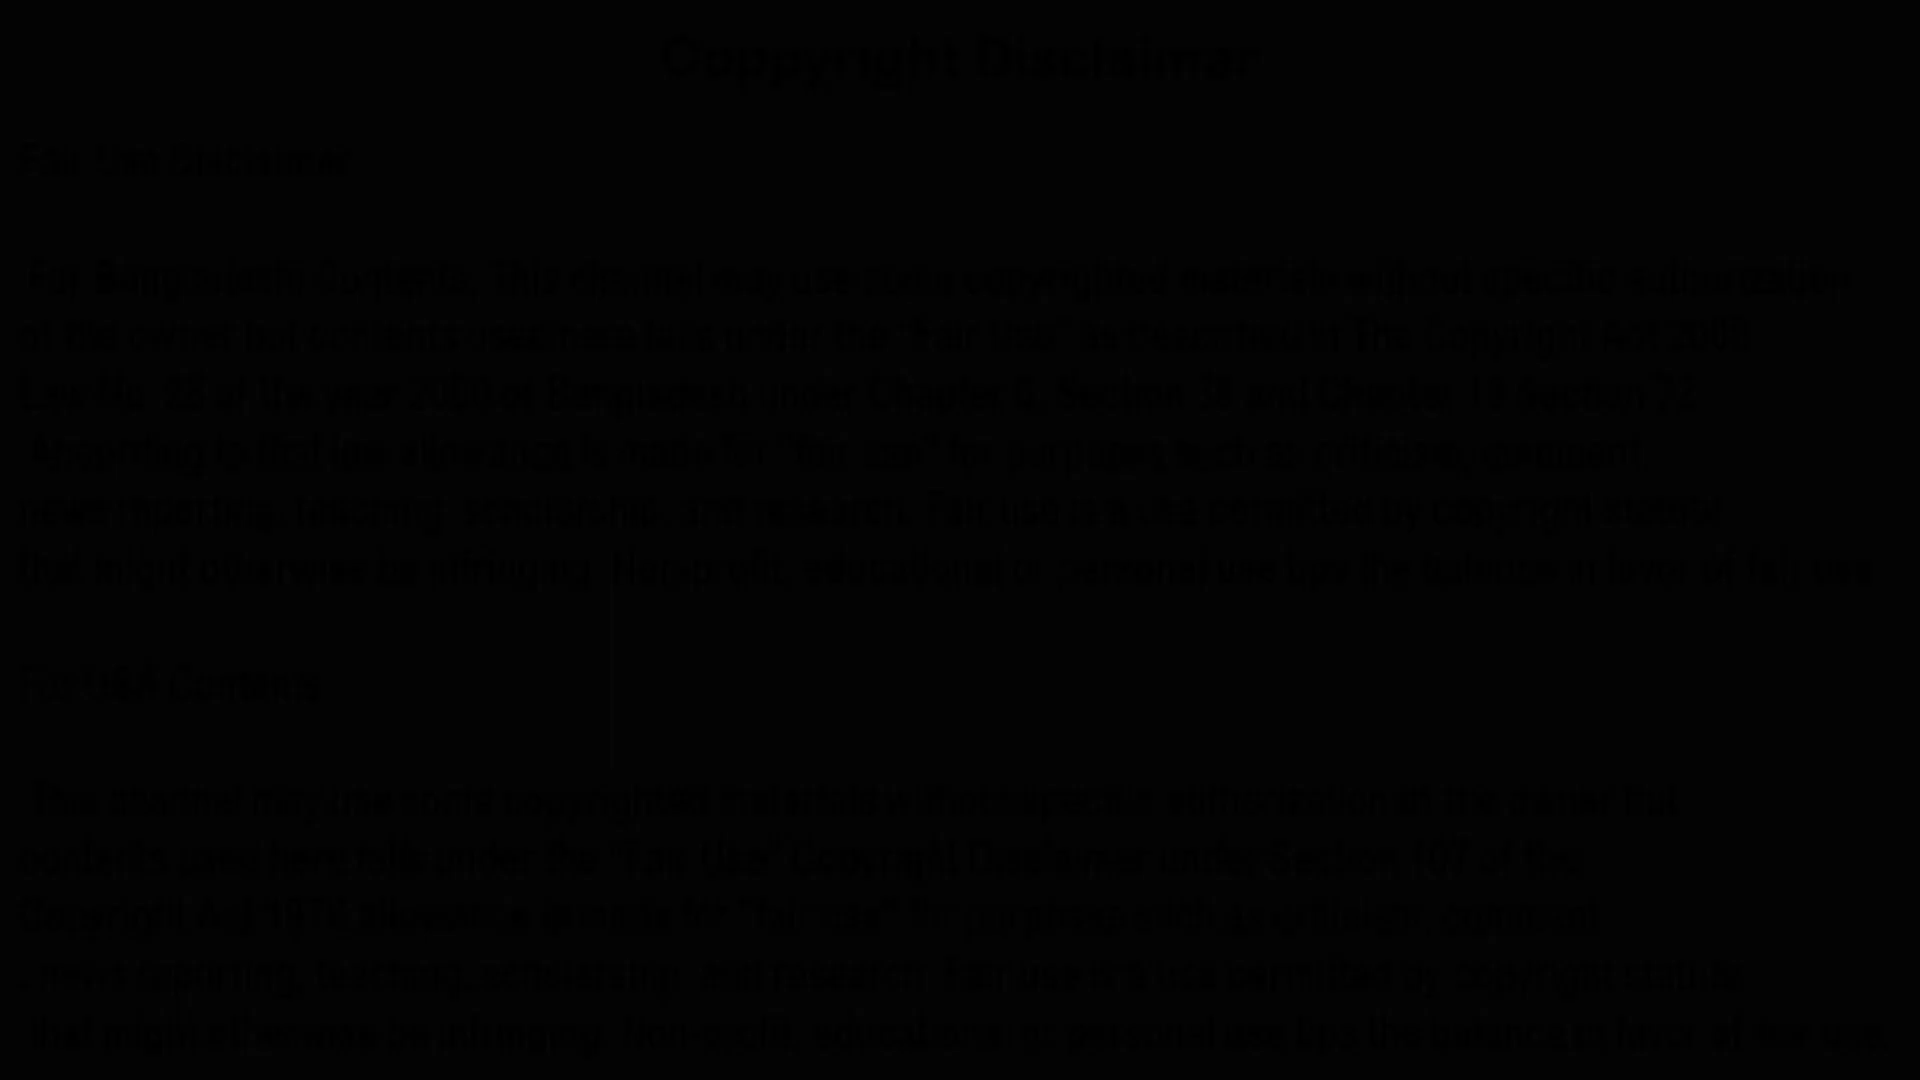 Copyright Disclaimer
Fair Use Disclaimer
For Bangladeshi Contents, This channel may use some copyrighted materials without specific authorization
of the owner but contents used here falls under the "Fair Use" as described in The Copyright Act 2000
Law No. 28 of the year 2000 of Bangladesh under Chapter 6, Section 36 and Chapter 13 Section 72
According to that law allowance is made for "fair use" for purposes such as criticism, comment,
news reporting, teaching, scholarship, and research. Fair use is a use permitted by copyright statute
that might otherwise be infringing. Non-profit, educational or personal use tips the balance in favor of fair use
For USA Contents
This channel may use some copyrighted materials without specific authorization of the owner but
contents used here falls under the "Fair Use" Copyright Disclaimer under Section 107 of the
Copyright Act 1976 allowance is made for "fair use" for purposes such as criticism, comment
, news reporting, teaching, scholarship, and research. Fair use is a use permitted by copyright statute
that might otherwise be infringing. Non-profit, educational or personal use tips the balance in favor of fair use